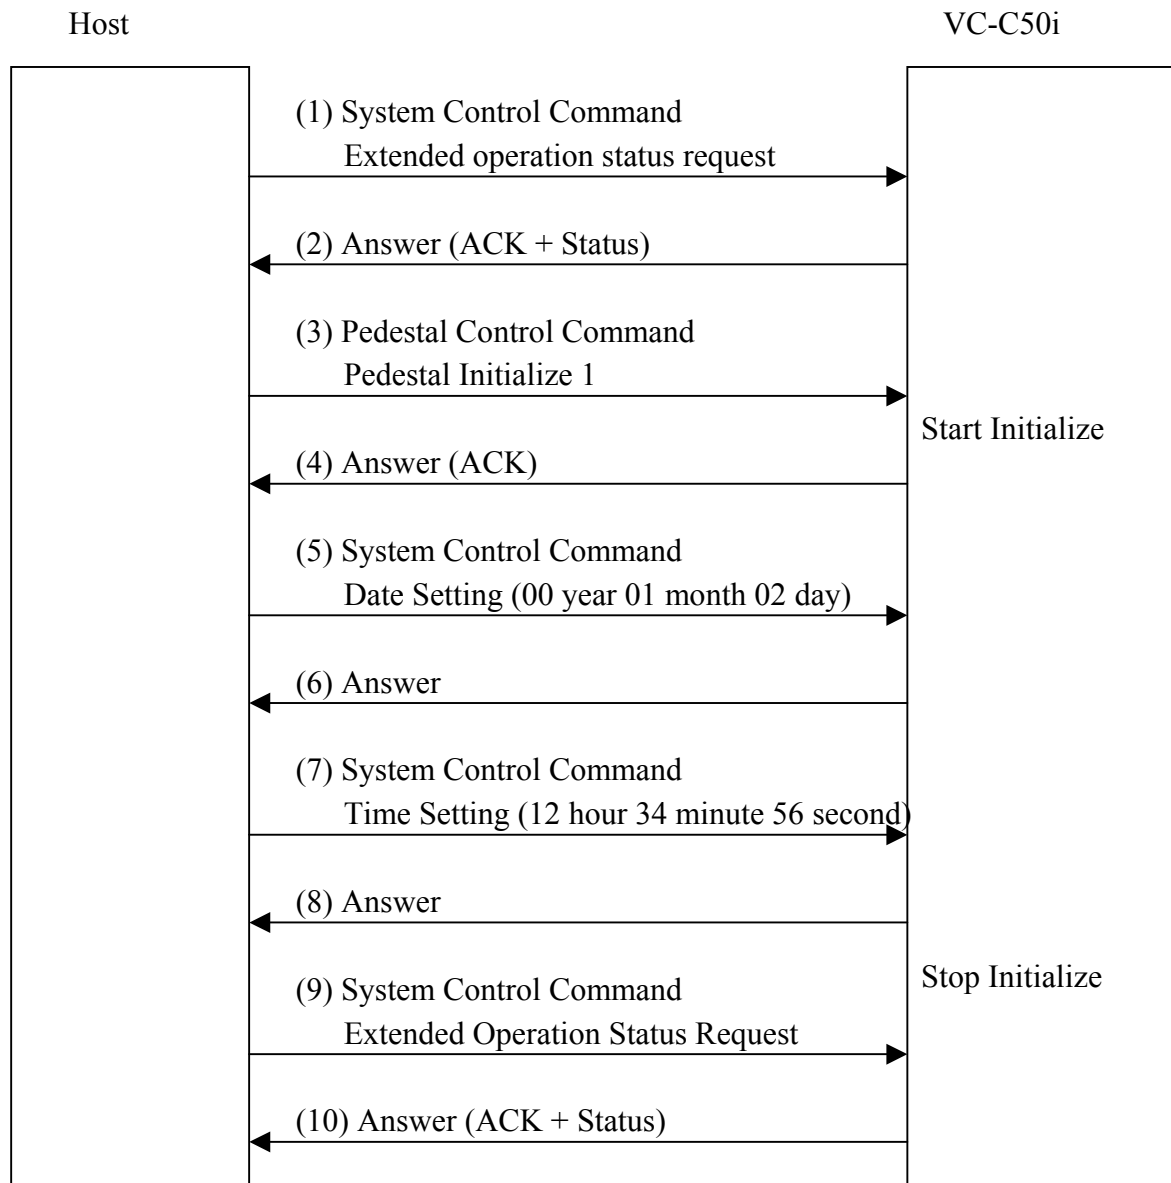 Host
VC-C50i
(1) System Control Command
Extended operation status request
(2) Answer (ACK + Status)
(3) Pedestal Control Command
Pedestal Initialize 1
Start Initialize
(4) Answer (ACK)
(5) System Control Command
Date Setting (00 year 01 month 02 day)
(6) Answer
(7) System Control Command
Time Setting (12 hour 34 minute 56 second)
(8) Answer
Stop Initialize
(9) System Control Command
Extended Operation Status Request
(10) Answer (ACK + Status)